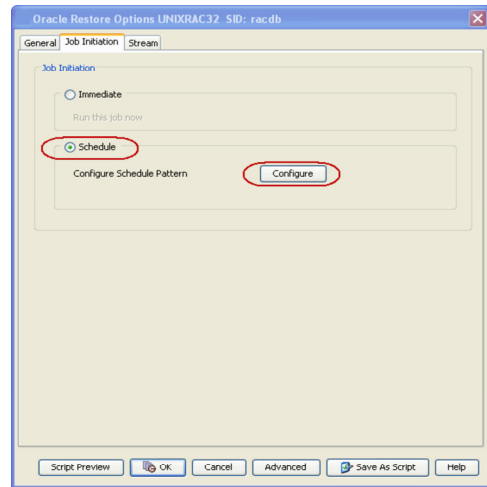 Oracle Restore Options UNIXRAC32 SID: racdb
General Job Initiation Stream
Job Initiation
Immediate
Run this job now
Schedule
Configure Schedule Pattern Configure
Script Preview OK Cancel Advanced Save As Script Help